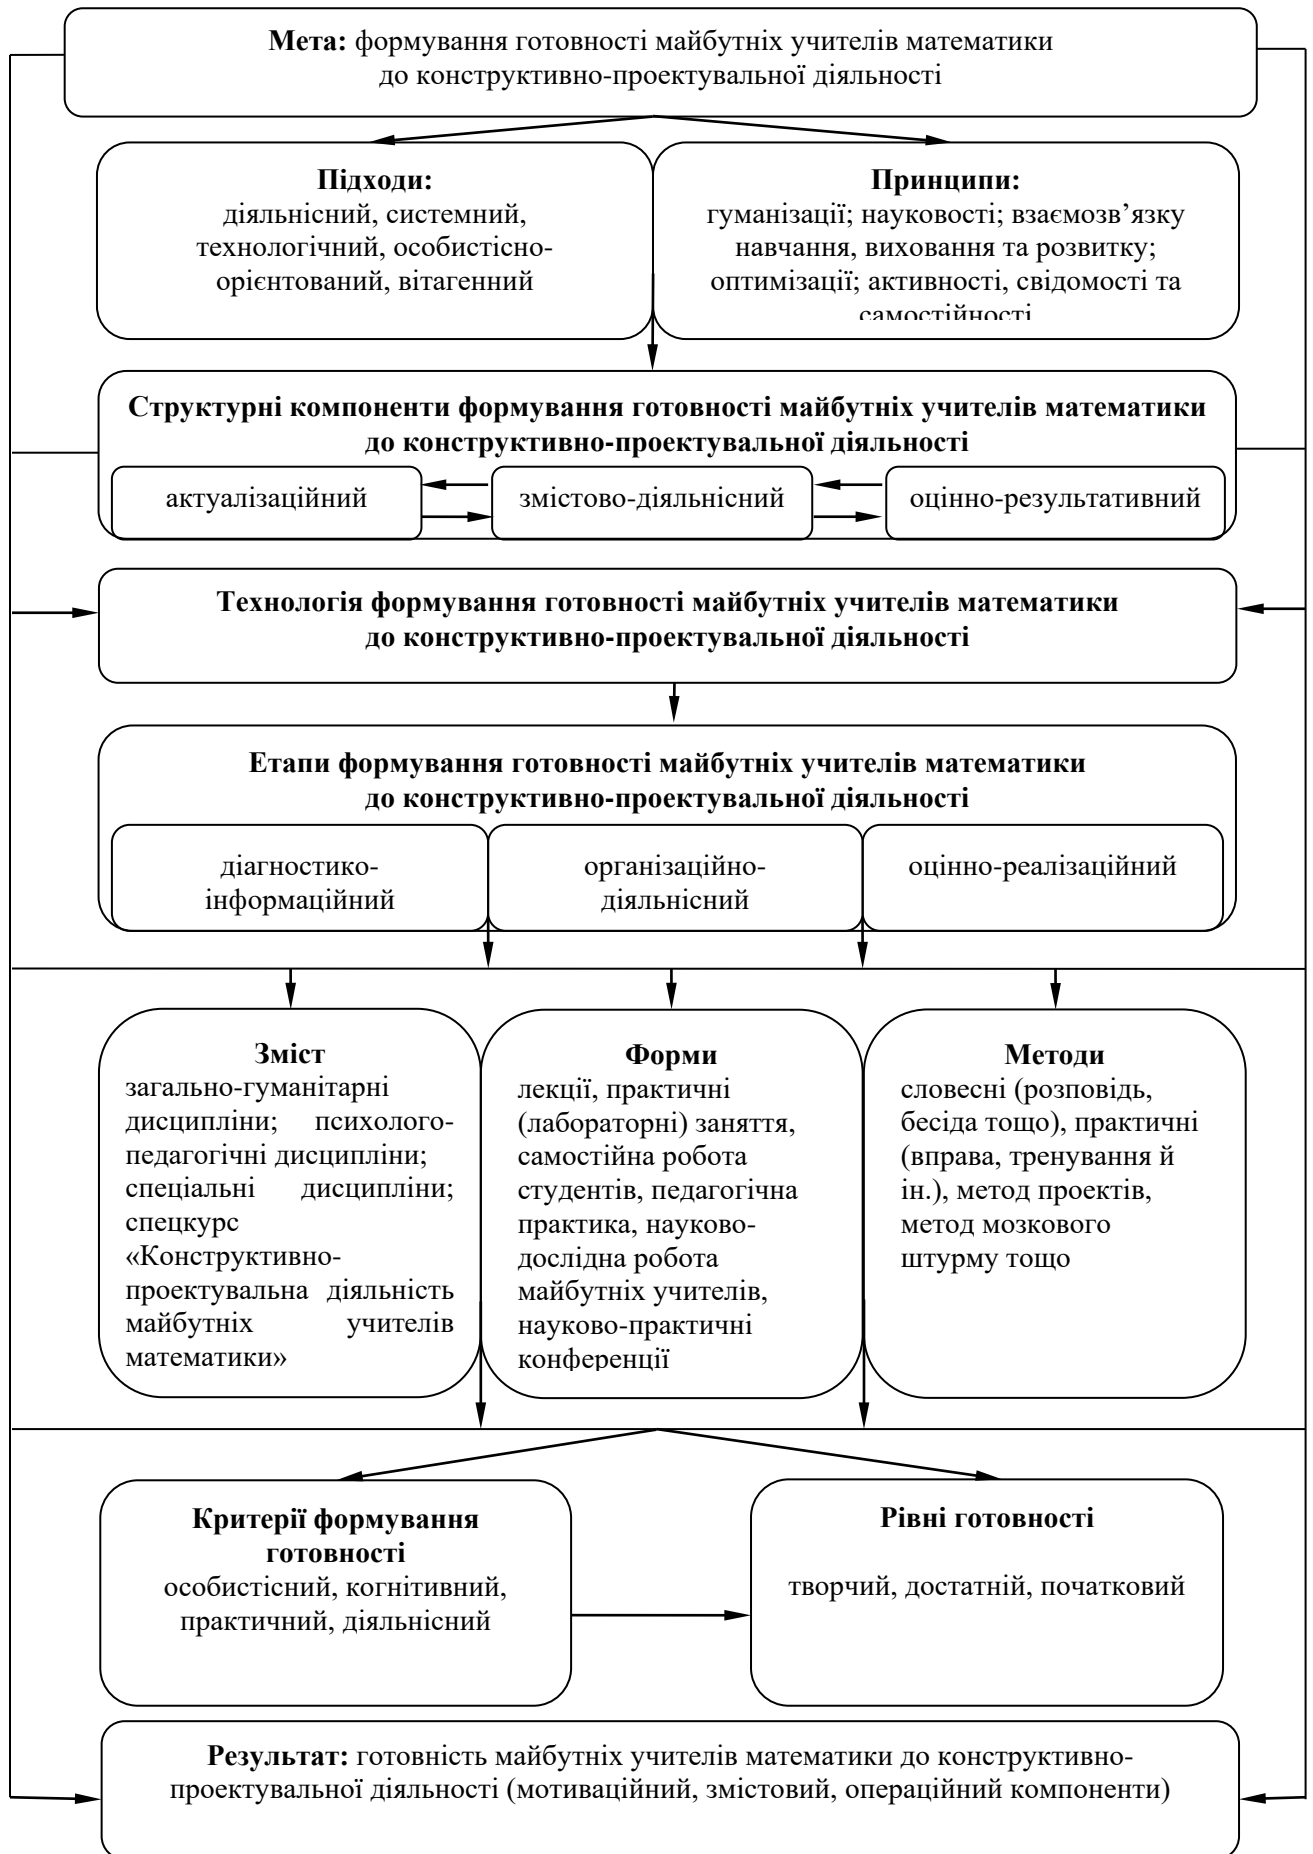 Мета: формування готовності майбутніх учителів математики
до конструктивно-проектувальної діяльності
Підходи:
діяльнісний, системний,
технологічний, особистісно-
орієнтований, вітагенний
Принципи:
гуманізації; науковості; взаємозв’язку
навчання, виховання та розвитку;
оптимізації; активності, свідомості та
самостійності
Структурні компоненти формування готовності майбутніх учителів математики
до конструктивно-проектувальної діяльності
актуалізаційний
змістово-діяльнісний
оцінно-результативний
Технологія формування готовності майбутніх учителів математики
до конструктивно-проектувальної діяльності
Етапи формування готовності майбутніх учителів математики
до конструктивно-проектувальної діяльності
діагностико-
інформаційний
організаційно-
діяльнісний
оцінно-реалізаційний
Зміст
загально-гуманітарні
дисципліни; психолого-
педагогічні дисципліни;
спеціальні дисципліни;
спецкурс
«Конструктивно-
проектувальна діяльність
майбутніх учителів
математики»
Форми
лекції, практичні
(лабораторні) заняття,
самостійна робота
студентів, педагогічна
практика, науково-
дослідна робота
майбутніх учителів,
науково-практичні
конференції
Методи
словесні (розповідь,
бесіда тощо), практичні
(вправа, тренування й
ін.), метод проектів,
метод мозкового
штурму тощо
Критерії формування
готовності
особистісний, когнітивний,
практичний, діяльнісний
Рівні готовності
творчий, достатній, початковий
Результат: готовність майбутніх учителів математики до конструктивно-
проектувальної діяльності (мотиваційний, змістовий, операційний компоненти)